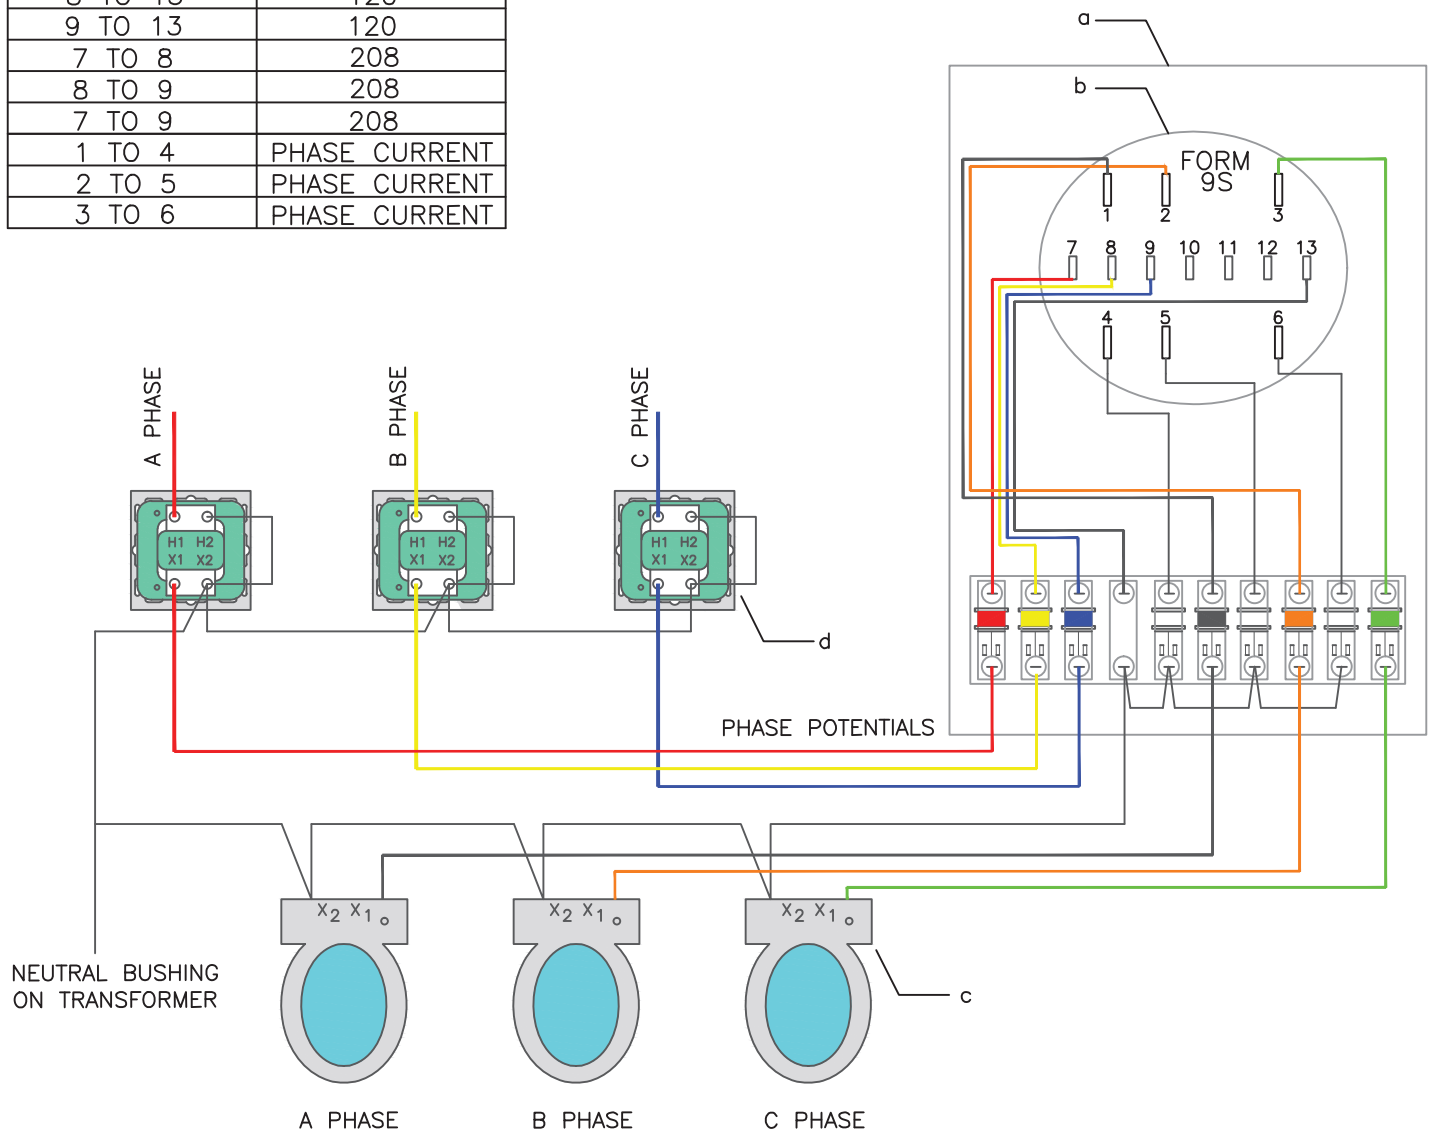 9 TO 13 120
7 TO 8 208
8 TO 9 208
7 TO 9 208
1 TO 4 PHASE CURRENT
2 TO 5 PHASE CURRENT
3 TO 6 PHASE CURRENT
a
b
FORM
9S
1 2 3
7 8 9 10 11 12 13
4 5 6
A PHASE
B PHASE
C PHASE
H1 H2
X1 X2
H1 H2
X1 X2
H1 H2
X1 X2
d
PHASE POTENTIALS
X2 X1
X2 X1
X2 X1
NEUTRAL BUSHING
ON TRANSFORMER
c
A PHASE
B PHASE
C PHASE